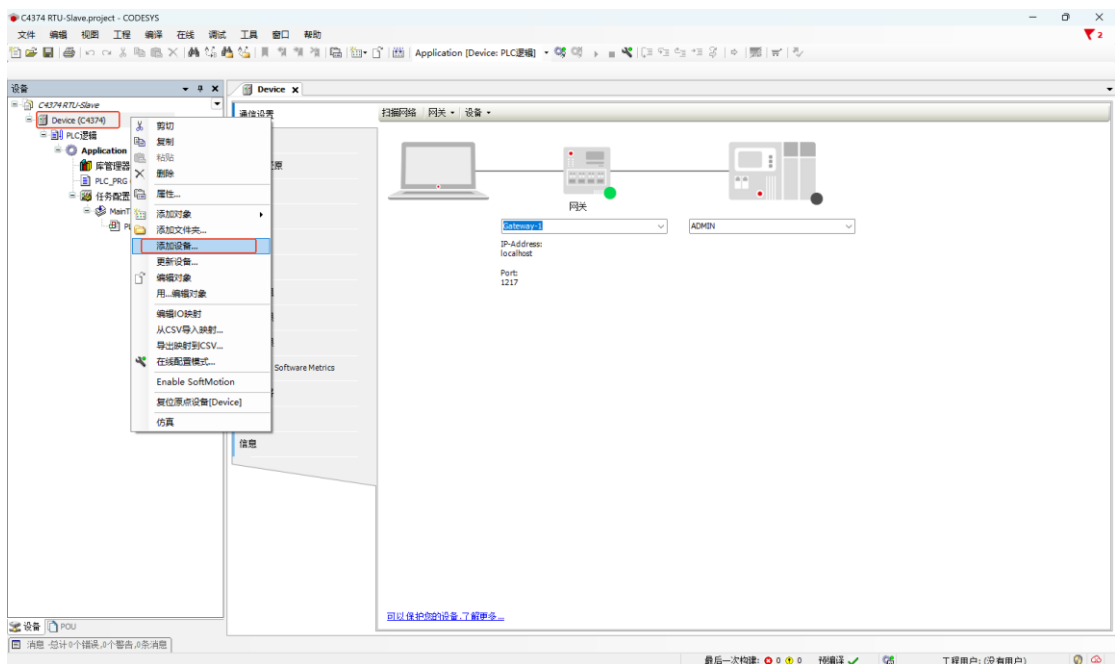 C4374 RTU-Slave.project - CODESYS
文件 编辑 视图 工程 编译 在线 调试 工具 窗口 帮助
2
Application [Device: PLC逻辑]
设备
Device
C4374 RTU-Slave
Device (C4374)
PLC逻辑
Application
库管理器
PLC_PRG
任务配置
MainT
剪切
复制
粘贴
删除
属性...
添加对象
添加文件夹...
添加设备...
更新设备...
编辑对象
用...编辑对象
编辑IO映射
从CSV导入映射...
导出映射到CSV...
在线配置模式...
Enable SoftMotion
复位原点设备[Device]
仿真
通信设置
Software Metrics
信息
扫描网络 网关 设备
网关
Gateway-1
ADMIN
IP-Address:
localhost
Port:
1217
可以保护您的设备.了解更多...
设备 POU
消息 -总计0个错误,0个警告,0条消息
最后一次构建: 0 0 预编译 工程用户: (没有用户)